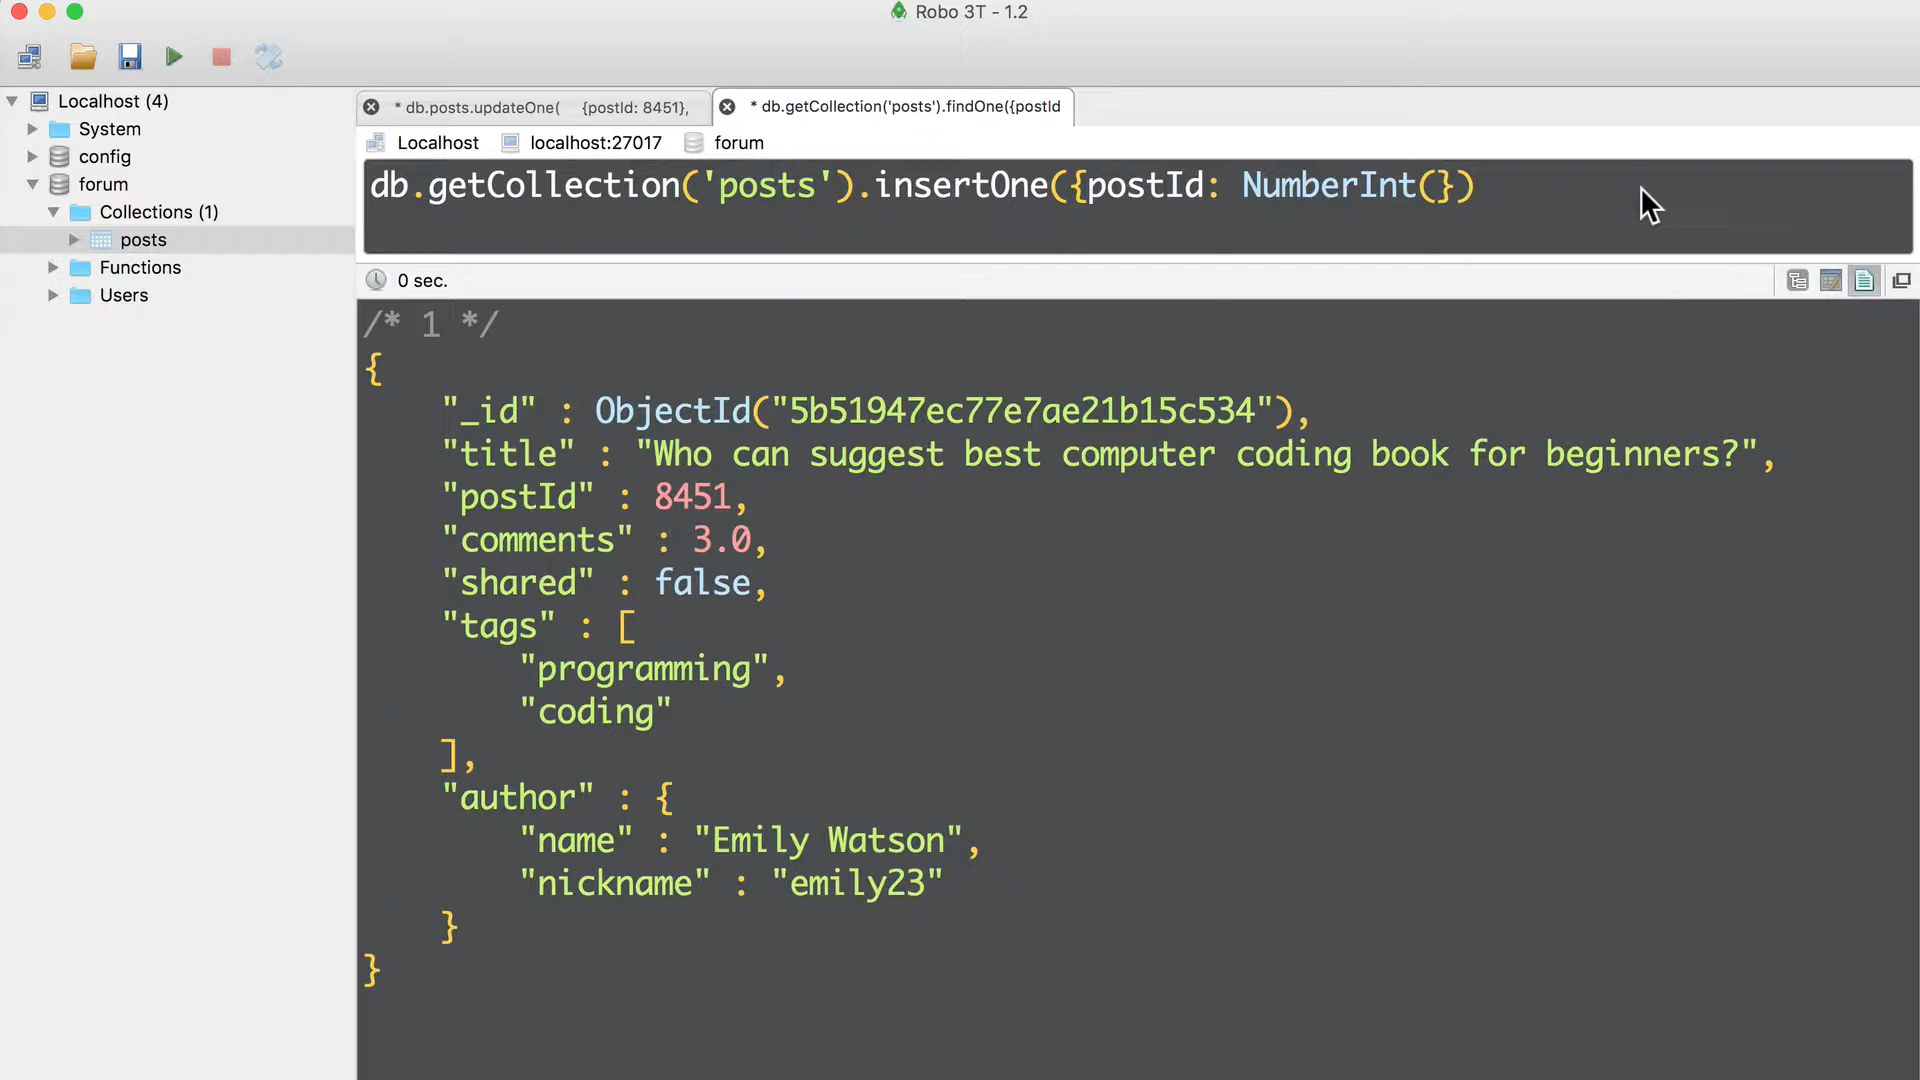 Robo 3T - 1.2
Localhost (4)
System
config
forum
Collections (1)
posts
Functions
Users
* db.posts.updateOne( {postId: 8451},
* db.getCollection('posts').findOne({postId
Localhost localhost:27017 forum
db.getCollection('posts').insertOne({postId: NumberInt(})
0 sec.
/* 1 */
{
"_id" : ObjectId("5b51947ec77e7ae21b15c534"),
"title" : "Who can suggest best computer coding book for beginners?",
"postId" : 8451,
"comments" : 3.0,
"shared" : false,
"tags" : [
"programming",
"coding"
],
"author" : {
"name" : "Emily Watson",
"nickname" : "emily23"
}
}